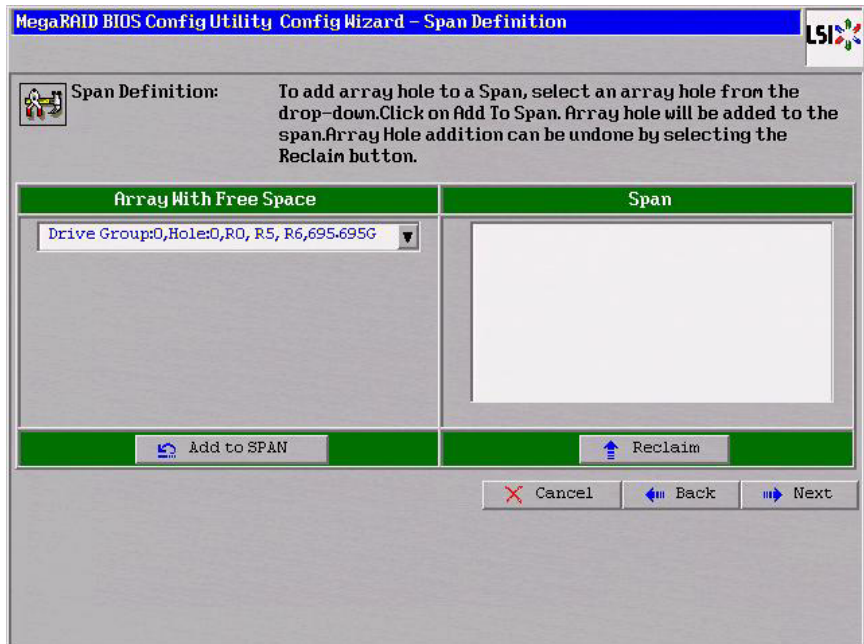 MegaRAID BIOS Config Utility Config Wizard – Span Definition
LSI
Span Definition:
To add array hole to a Span, select an array hole from the
drop-down.Click on Add To Span. Array hole will be added to the
span.Array Hole addition can be undone by selecting the
Reclaim button.
Array With Free Space
Span
Drive Group:0,Hole:0,R0, R5, R6,695.695G
Add to SPAN
Reclaim
Cancel
Back
Next